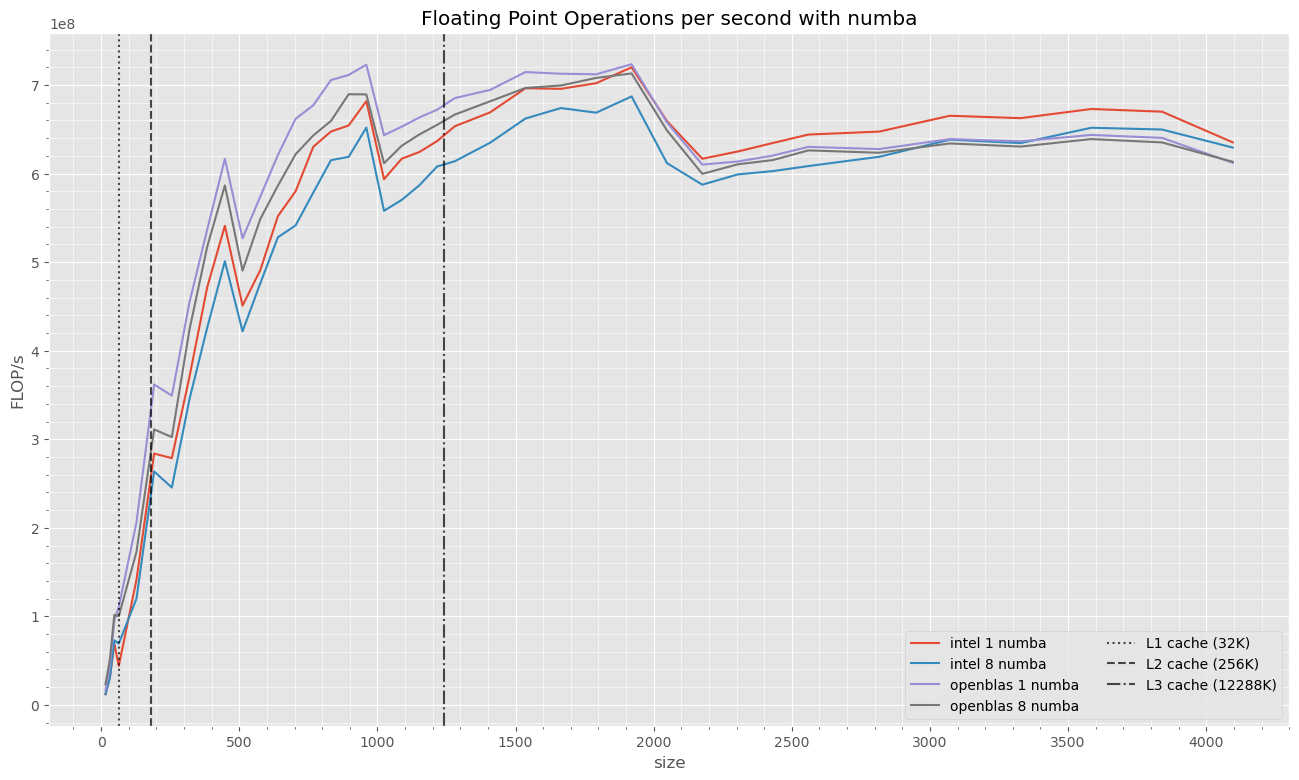 Floating Point Operations per second with numba
1e8
FLOP/s
7
6
5
4
3
2
1
0
0 500 1000 1500 2000 2500 3000 3500 4000
size
intel 1 numba
intel 8 numba
openblas 1 numba
openblas 8 numba
L1 cache (32K)
L2 cache (256K)
L3 cache (12288K)